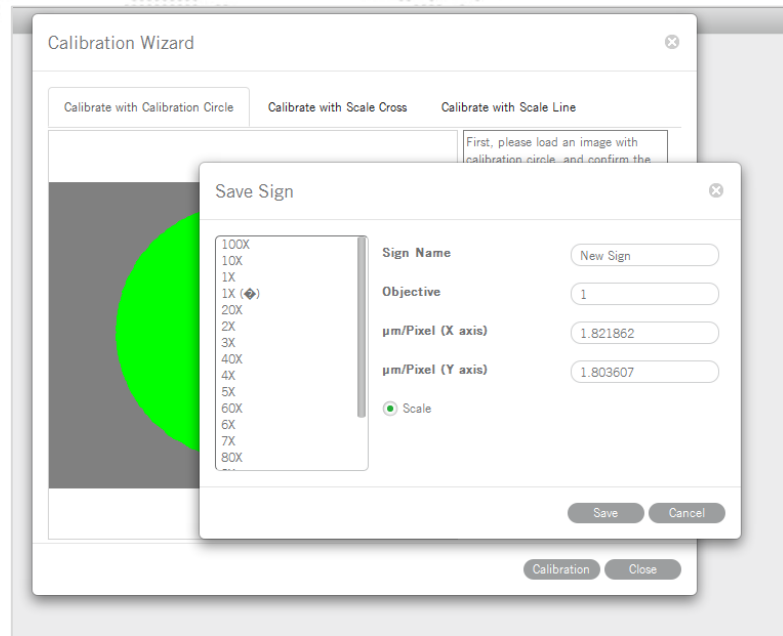 Calibration Wizard
Calibrate with Calibration Circle
Calibrate with Scale Cross
Calibrate with Scale Line
First, please load an image with
calibration circle, and confirm the
Save Sign
100X
10X
1X
1X (�)
20X
2X
3X
40X
4X
5X
60X
6X
7X
80X
Sign Name
New Sign
Objective
1
µm/Pixel (X axis)
1.821862
µm/Pixel (Y axis)
1.803607
Scale
Save
Cancel
Calibration
Close